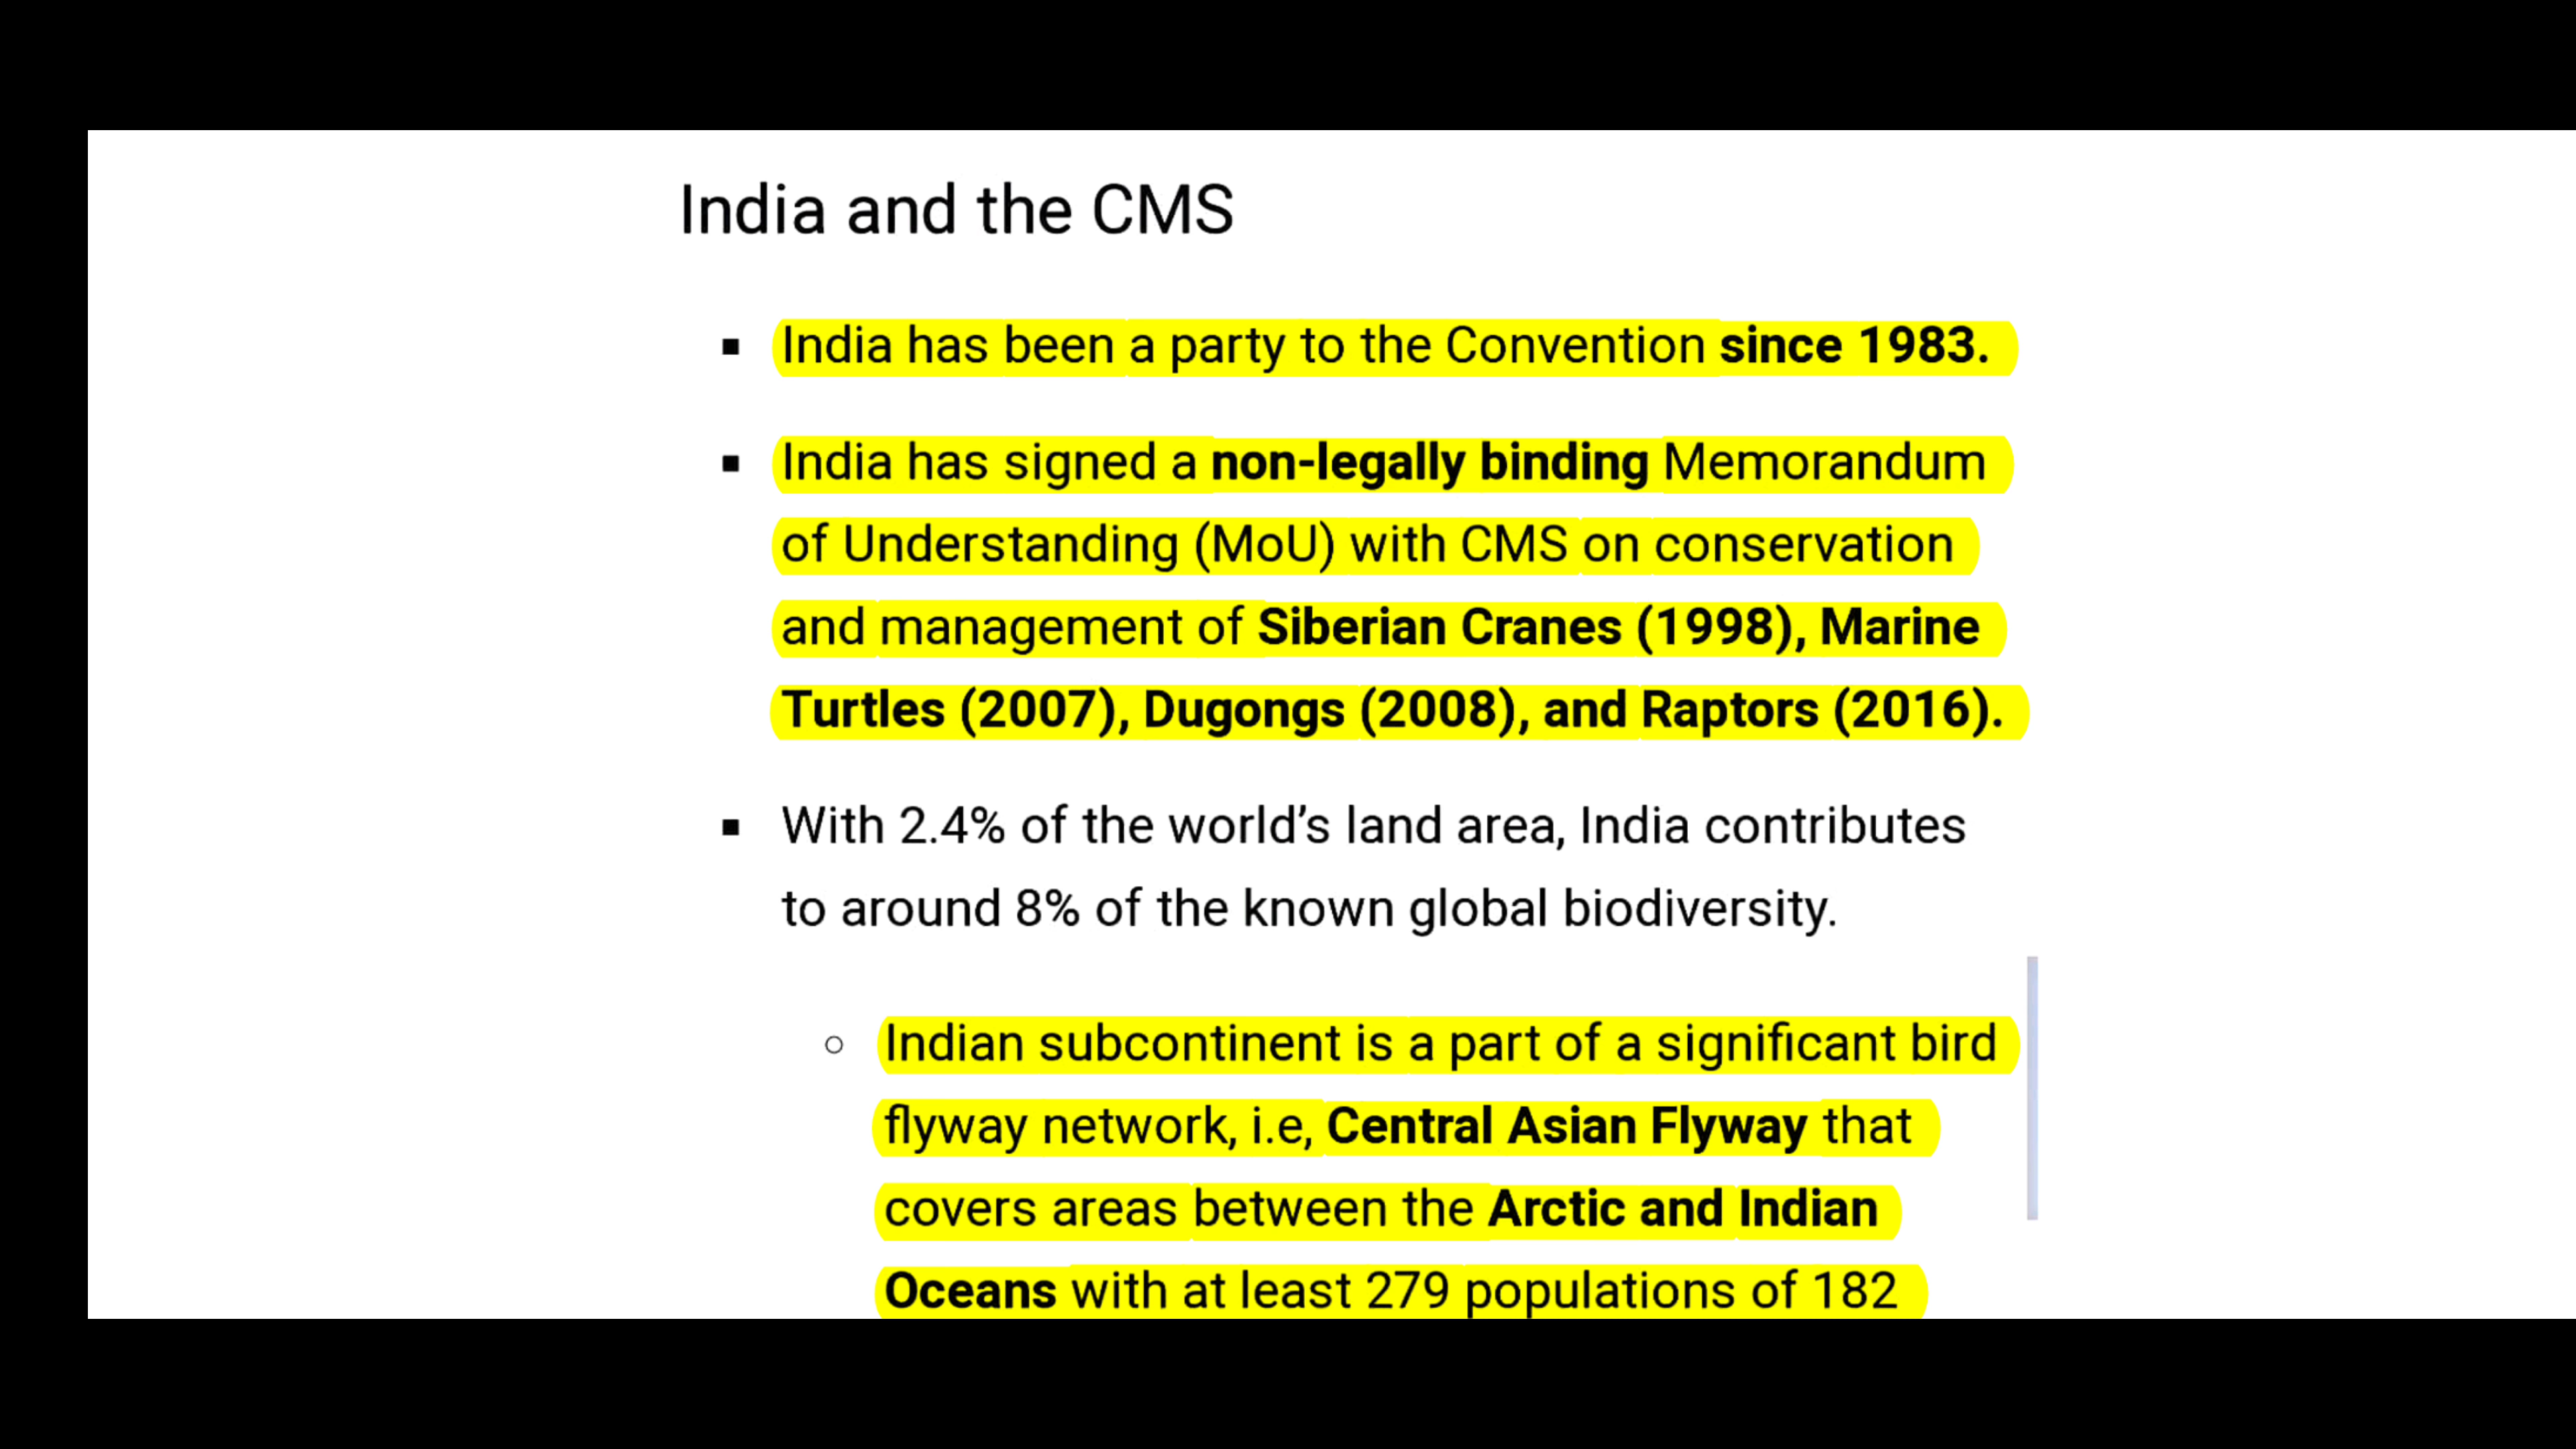 India and the CMS
▪ India has been a party to the Convention since 1983.
▪ India has signed a non-legally binding Memorandum
of Understanding (MoU) with CMS on conservation
and management of Siberian Cranes (1998), Marine
Turtles (2007), Dugongs (2008), and Raptors (2016).
▪ With 2.4% of the world’s land area, India contributes
to around 8% of the known global biodiversity.
○ Indian subcontinent is a part of a significant bird
flyway network, i.e, Central Asian Flyway that
covers areas between the Arctic and Indian
Oceans with at least 279 populations of 182